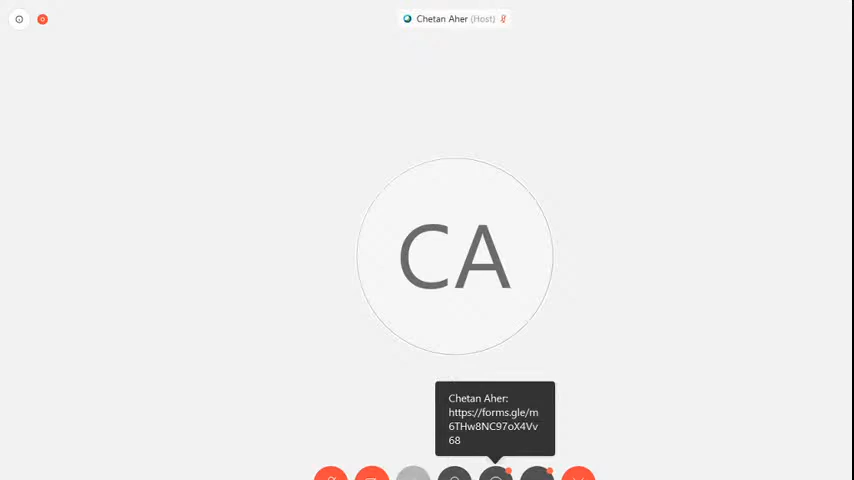 Chetan Aher (Host)
CA
Chetan Aher:
https://forms.gle/m
6THw8NC97oX4Vv
68